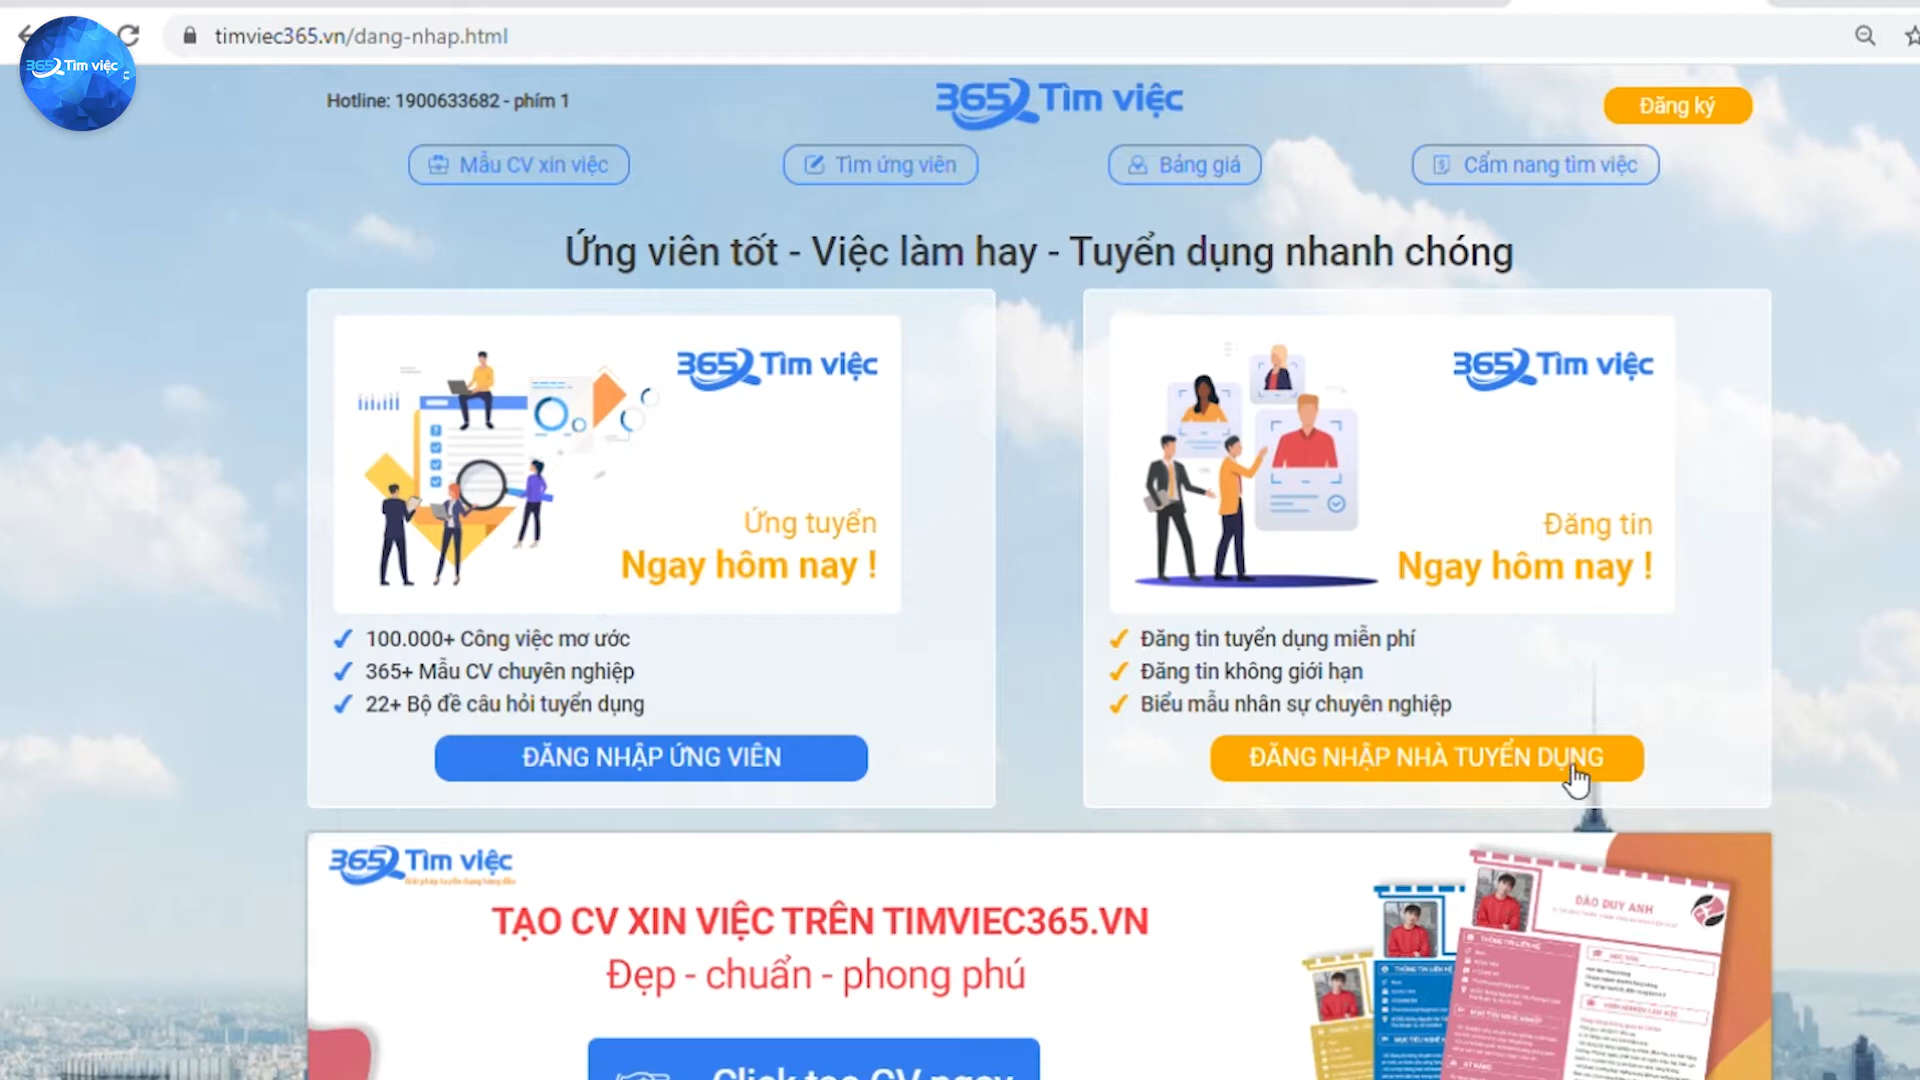 timviec365.vn/dang-nhap.html
365 Tìm việc
Hotline: 1900633682 - phím 1
365 Tìm việc
Đăng ký
Mẫu CV xin việc
Tìm ứng viên
Bảng giá
Cẩm nang tìm việc
Ứng viên tốt - Việc làm hay - Tuyển dụng nhanh chóng
365 Tìm việc
Ứng tuyển
Ngay hôm nay !
100.000+ Công việc mơ ước
365+ Mẫu CV chuyên nghiệp
22+ Bộ đề câu hỏi tuyển dụng
ĐĂNG NHẬP ỨNG VIÊN
365 Tìm việc
Đăng tin
Ngay hôm nay !
Đăng tin tuyển dụng miễn phí
Đăng tin không giới hạn
Biểu mẫu nhân sự chuyên nghiệp
ĐĂNG NHẬP NHÀ TUYỂN DỤNG
365 Tìm việc
TẠO CV XIN VIỆC TRÊN TIMVIEC365.VN
Đẹp - chuẩn - phong phú
Click tạo CV ngay
ĐÀO DUY ANH